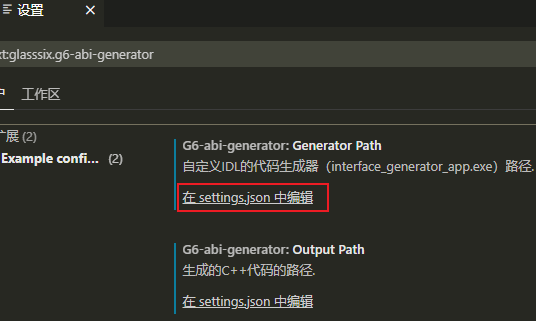 设置
xt:glasssix.g6-abi-generator
工作区
扩展 (2)
Example confi... (2)
G6-abi-generator: Generator Path
自定义IDL的代码生成器（interface_generator_app.exe）路径.
在 settings.json 中编辑
G6-abi-generator: Output Path
生成的C++代码的路径.
在 settings.json 中编辑